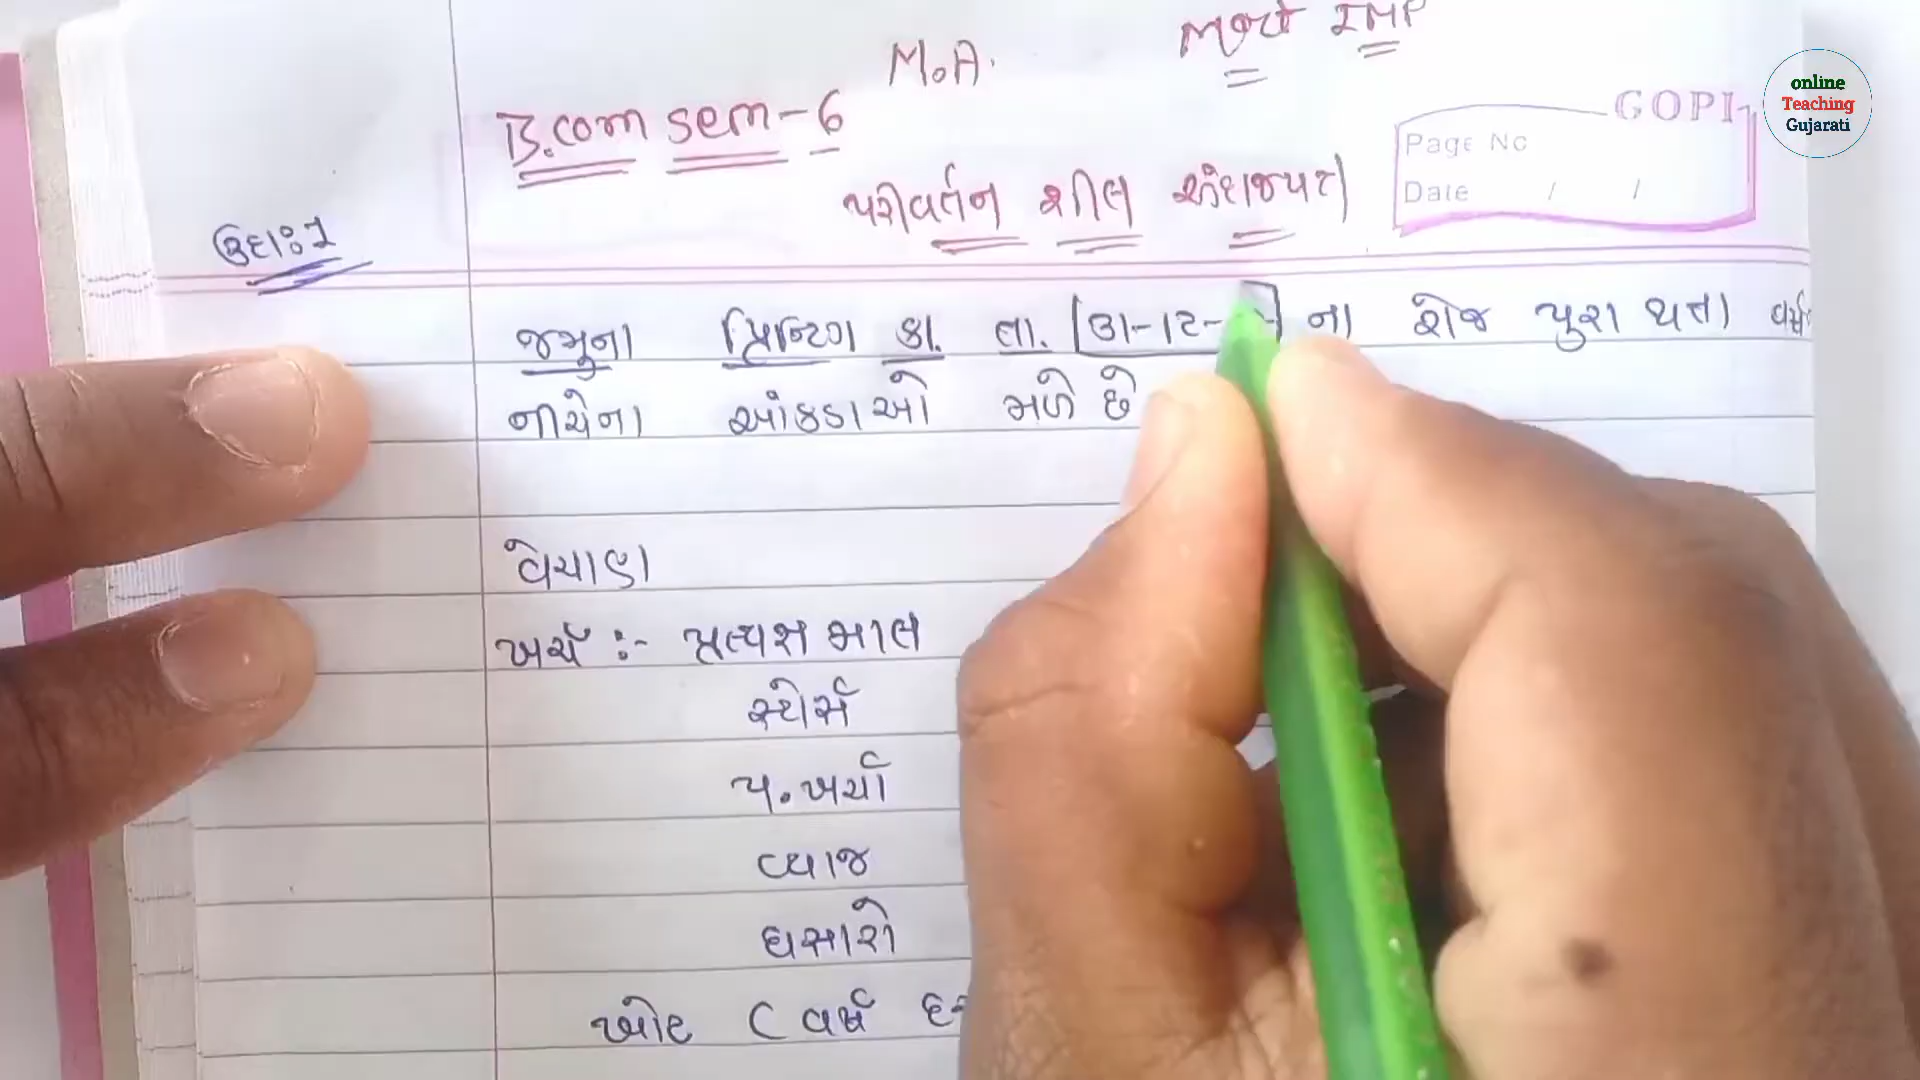 Most IMP
M.A.
B.com sem-6
online
Teaching
Gujarati
GOPI
Page No
Date / /
પરીવર્તન શીલ અંદાજપત્ર
ઉદાઃ1
જમુના પ્રિન્ટિગ કા. તા. 31-12- ના રોજ પુરા થતા વર્ષ
નીચેના આંકડાઓ મળે છે
વેચાણ
ખર્ચ :- પ્રત્યક્ષ માલ
સ્ટોર્સ
પ.ખર્ચા
વ્યાજ
ઘસારો
ખોટ ( વર્ષ